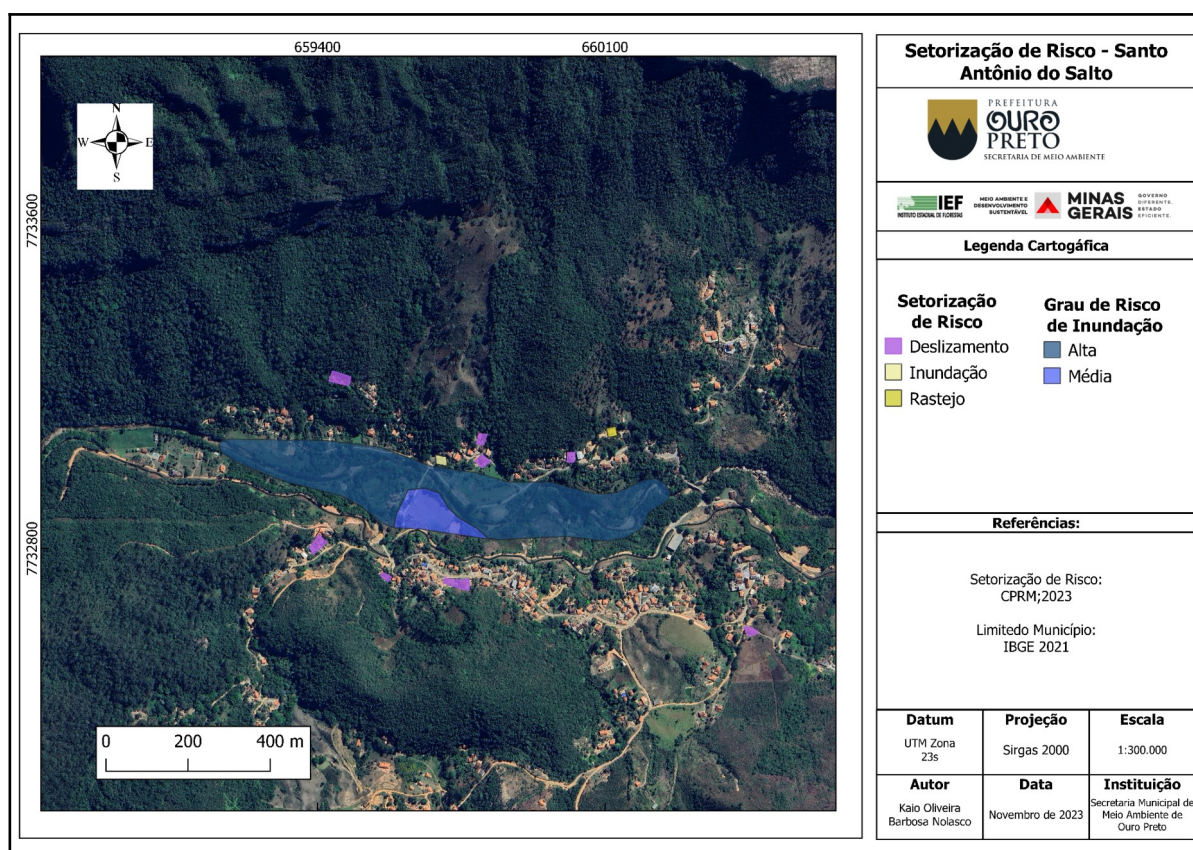 659400
660100
7733600
7732800
N
W
E
S
0
200
400 m
Setorização de Risco - Santo
Antônio do Salto
PREFEITURA
OURO
PRETO
SECRETARIA DE MEIO AMBIENTE
IEF
INSTITUTO ESTADUAL DE FLORESTAS
MEIO AMBIENTE E
DESENVOLVIMENTO
SUSTENTÁVEL
MINAS
GERAIS
GOVERNO
DIFERENTE.
ESTADO
EFICIENTE.
Legenda Cartogáfica
Setorização
de Risco
Deslizamento
Inundação
Rastejo
Grau de Risco
de Inundação
Alta
Média
Referências:
Setorização de Risco:
CPRM;2023
Limitedo Município:
IBGE 2021
Datum
UTM Zona
23s
Projeção
Sirgas 2000
Escala
1:300.000
Autor
Kaio Oliveira
Barbosa Nolasco
Data
Novembro de 2023
Instituição
Secretaria Municipal de
Meio Ambiente de
Ouro Preto